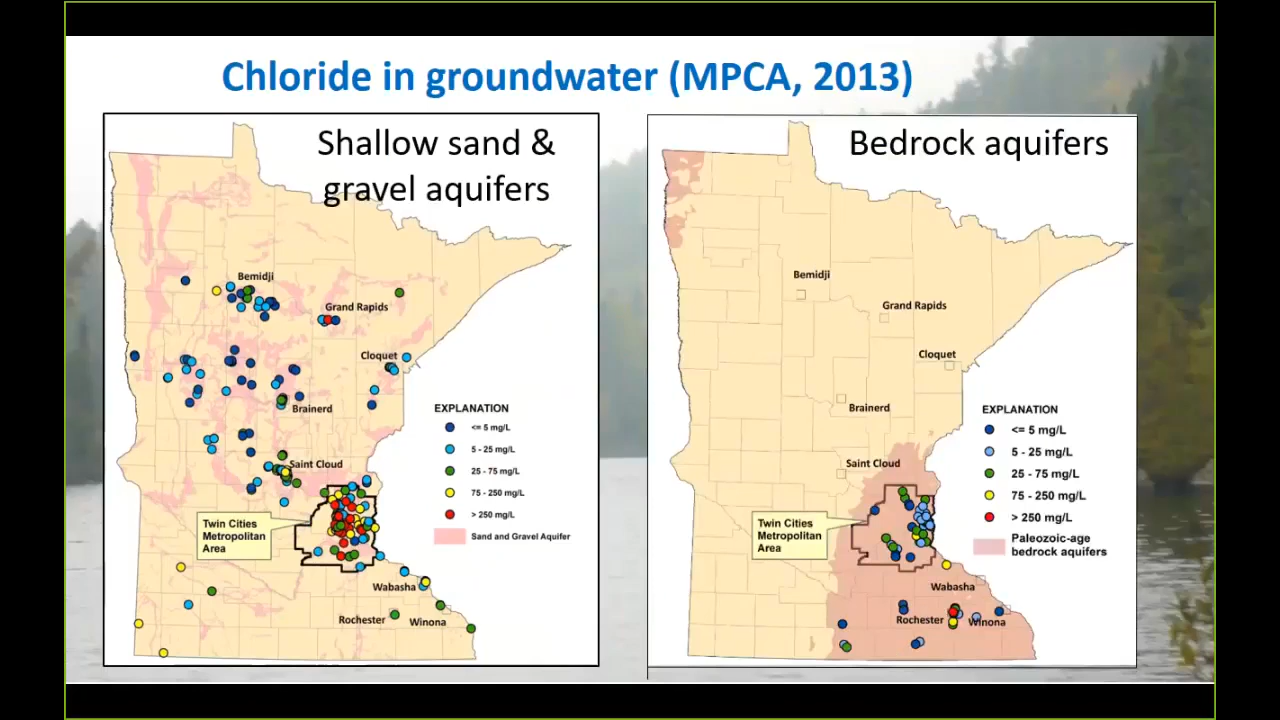 Chloride in groundwater (MPCA, 2013)
Shallow sand &
gravel aquifers
Bemidji
Grand Rapids
Cloquet
Brainerd
EXPLANATION
<= 5 mg/L
5 - 25 mg/L
25 - 75 mg/L
75 - 250 mg/L
> 250 mg/L
Sand and Gravel Aquifer
Saint Cloud
Twin Cities
Metropolitan
Area
Wabasha
Rochester
Winona
Bedrock aquifers
Bemidji
Grand Rapids
Cloquet
Brainerd
EXPLANATION
<= 5 mg/L
5 - 25 mg/L
25 - 75 mg/L
75 - 250 mg/L
> 250 mg/L
Paleozoic-age
bedrock aquifers
Saint Cloud
Twin Cities
Metropolitan
Area
Wabasha
Rochester
Winona